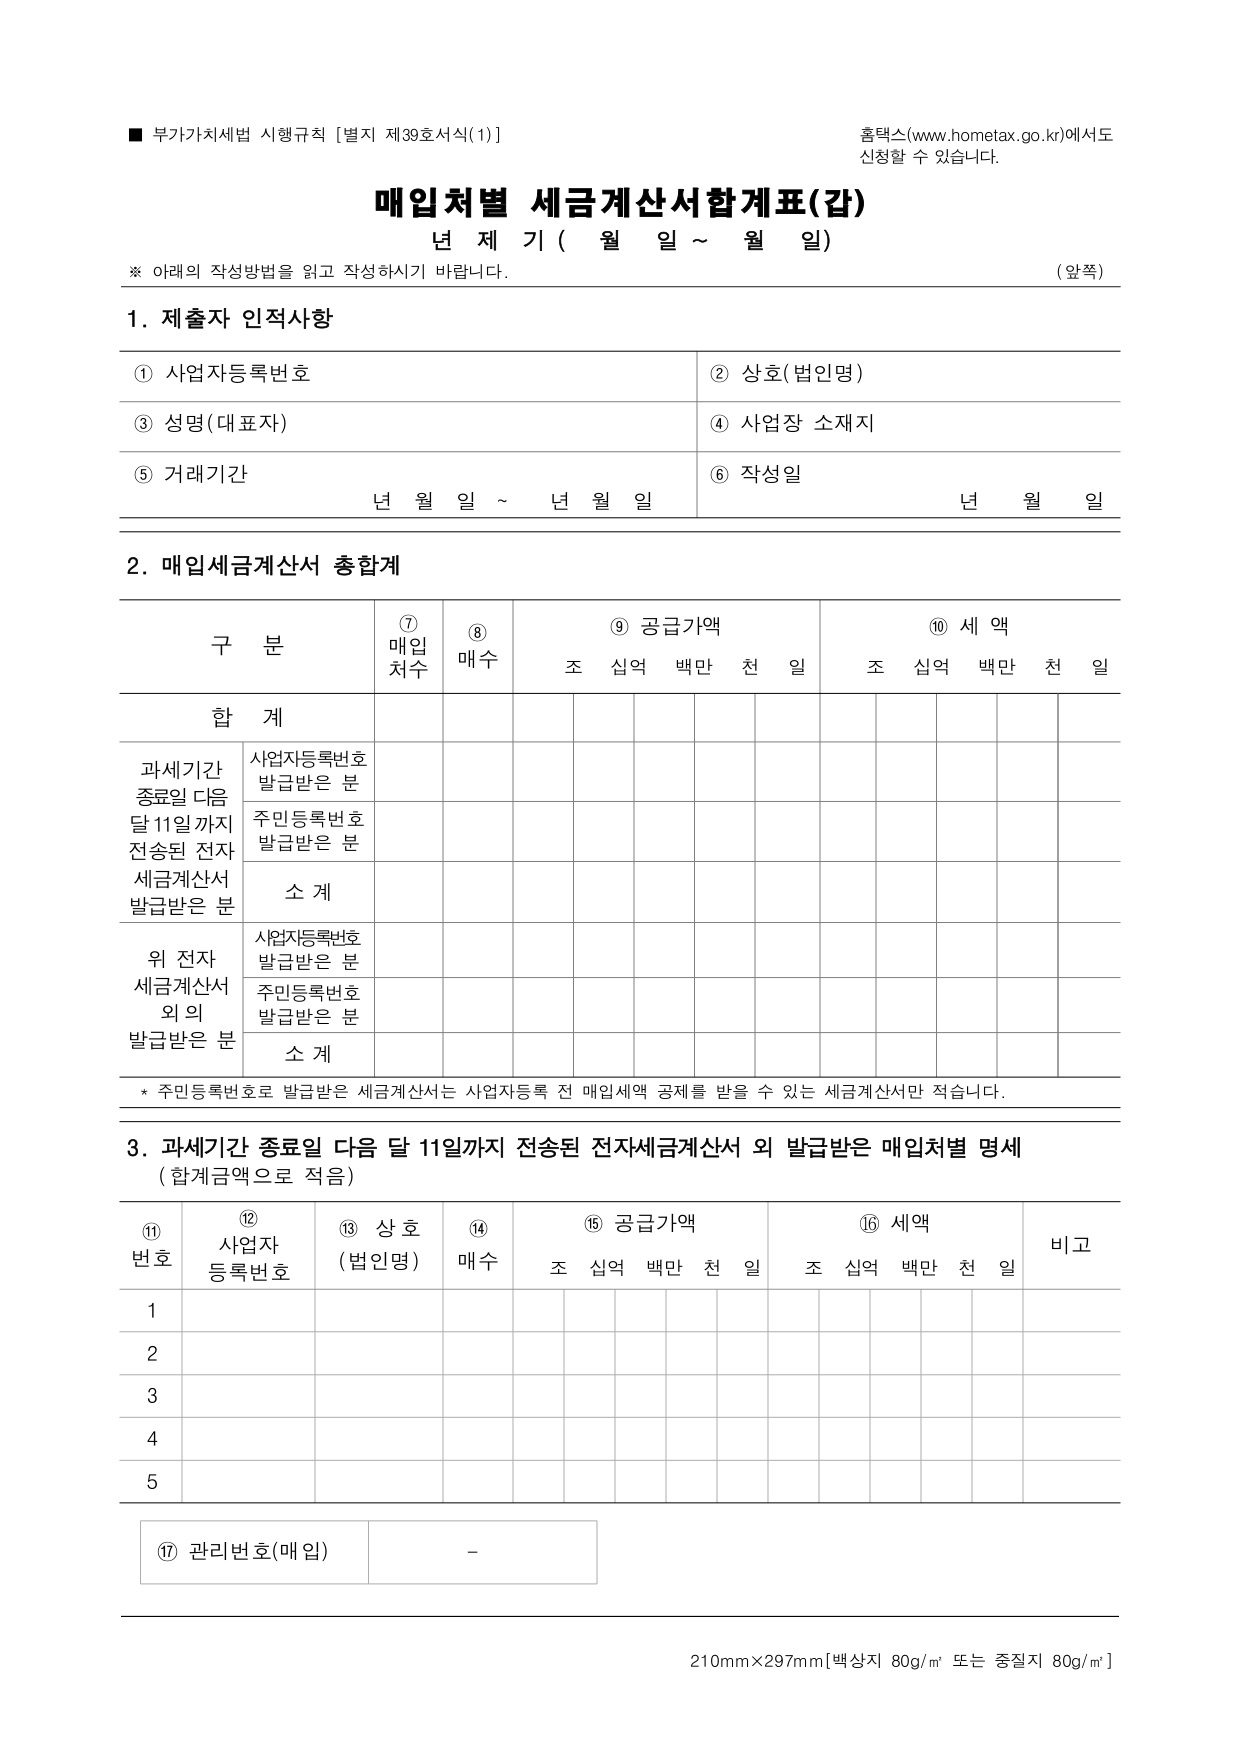 ■ 부가가치세법 시행규칙 [별지 제39호서식(1)]
홈택스(www.hometax.go.kr)에서도
신청할 수 있습니다.
매입처별 세금계산서합계표(갑)
년 제 기 ( 월 일 ~ 월 일)
※ 아래의 작성방법을 읽고 작성하시기 바랍니다.
(앞쪽)
1. 제출자 인적사항
① 사업자등록번호
② 상호(법인명)
③ 성명(대표자)
④ 사업장 소재지
⑤ 거래기간
년 월 일 ~ 년 월 일
⑥ 작성일
년 월 일
2. 매입세금계산서 총합계
구 분
⑦
매입
처수
⑧
매수
⑨ 공급가액
조 십억 백만 천 일
⑩ 세 액
조 십억 백만 천 일
합 계
과세기간
종료일 다음
달 11일까지
전송된 전자
세금계산서
발급받은 분
사업자등록번호
발급받은 분
주민등록번호
발급받은 분
소 계
위 전자
세금계산서
외 의
발급받은 분
사업자등록번호
발급받은 분
주민등록번호
발급받은 분
소 계
* 주민등록번호로 발급받은 세금계산서는 사업자등록 전 매입세액 공제를 받을 수 있는 세금계산서만 적습니다.
3. 과세기간 종료일 다음 달 11일까지 전송된 전자세금계산서 외 발급받은 매입처별 명세
(합계금액으로 적음)
⑪
번호
⑫
사업자
등록번호
⑬ 상 호
(법인명)
⑭
매수
⑮ 공급가액
조 십억 백만 천 일
⑯ 세액
조 십억 백만 천 일
비고
1
2
3
4
5
⑰ 관리번호(매입)
–
210mm×297mm[백상지 80g/㎡ 또는 중질지 80g/㎡]